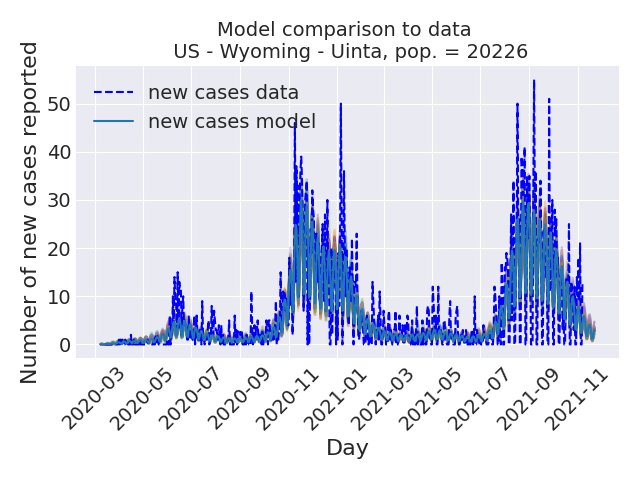 Model comparison to data
US - Wyoming - Uinta, pop. = 20226
new cases data
new cases model
Number of new cases reported
50
40
30
20
10
0
2020-03
2020-05
2020-07
2020-09
2020-11
2021-01
2021-03
2021-05
2021-07
2021-09
2021-11
Day